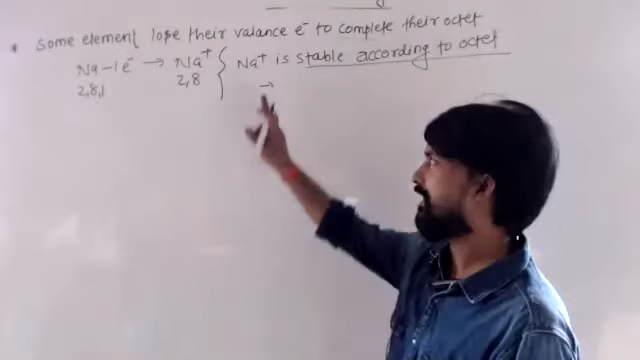 * some element lose their valance e⁻ to complete their octet
Na - 1e⁻ → Na⁺ { Na⁺ is stable according to octet
2,8,1 2,8
→